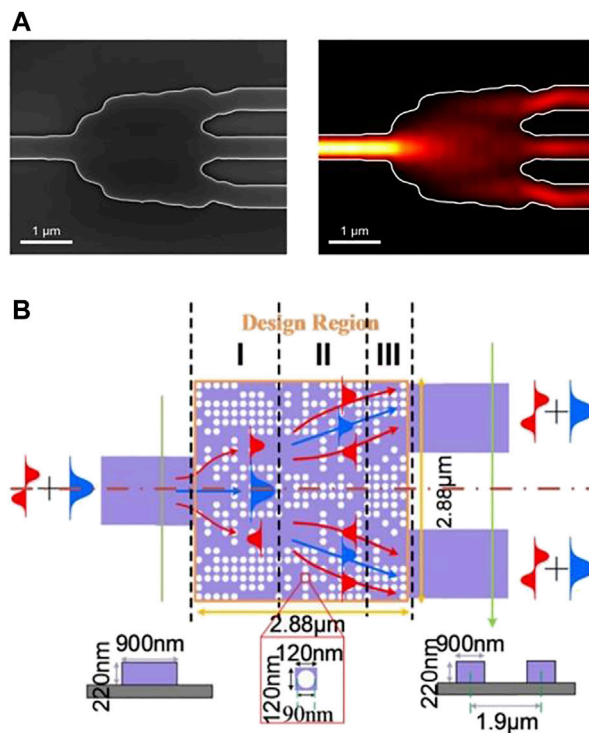 A
1 µm
1 µm
B
Design Region
I II III
+
+
+
2.88µm
2.88µm
900nm
220nm
120nm
120nm
90nm
900nm
220nm
1.9µm